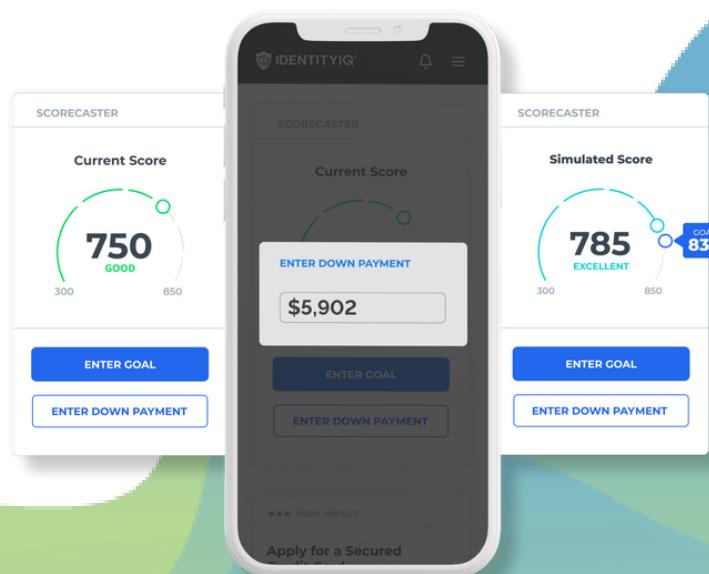 SCORECASTER
Current Score
750
GOOD
300
850
ENTER GOAL
ENTER DOWN PAYMENT
IDENTITYIQ
SCORECASTER
Current Score
ENTER DOWN PAYMENT
$5,902
ENTER GOAL
ENTER DOWN PAYMENT
HIGH IMPACT
Apply for a Secured
Credit Card
SCORECASTER
Simulated Score
785
EXCELLENT
300
850
ENTER GOAL
ENTER DOWN PAYMENT